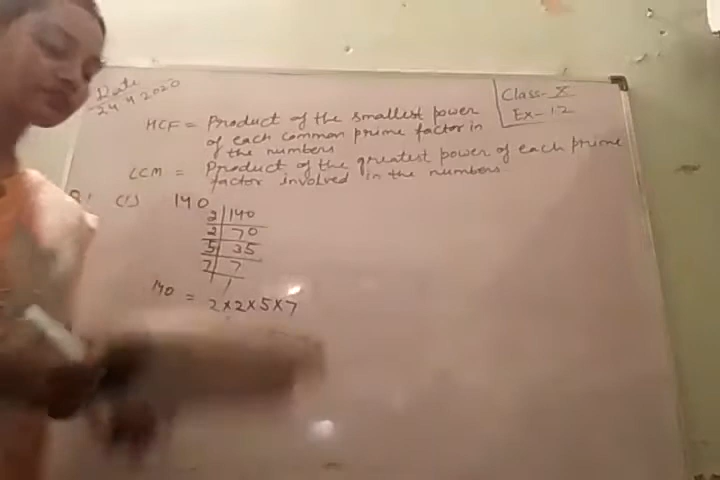 Date
24 4 2020
Class - X
Ex - 1.2
HCF = Product of the smallest power
of each common prime factor in
the numbers
LCM = Product of the greatest power of each prime
factor involved in the numbers
Q1 (i) 140
2 | 140
2 | 70
5 | 35
7 | 7
1
140 = 2×2×5×7